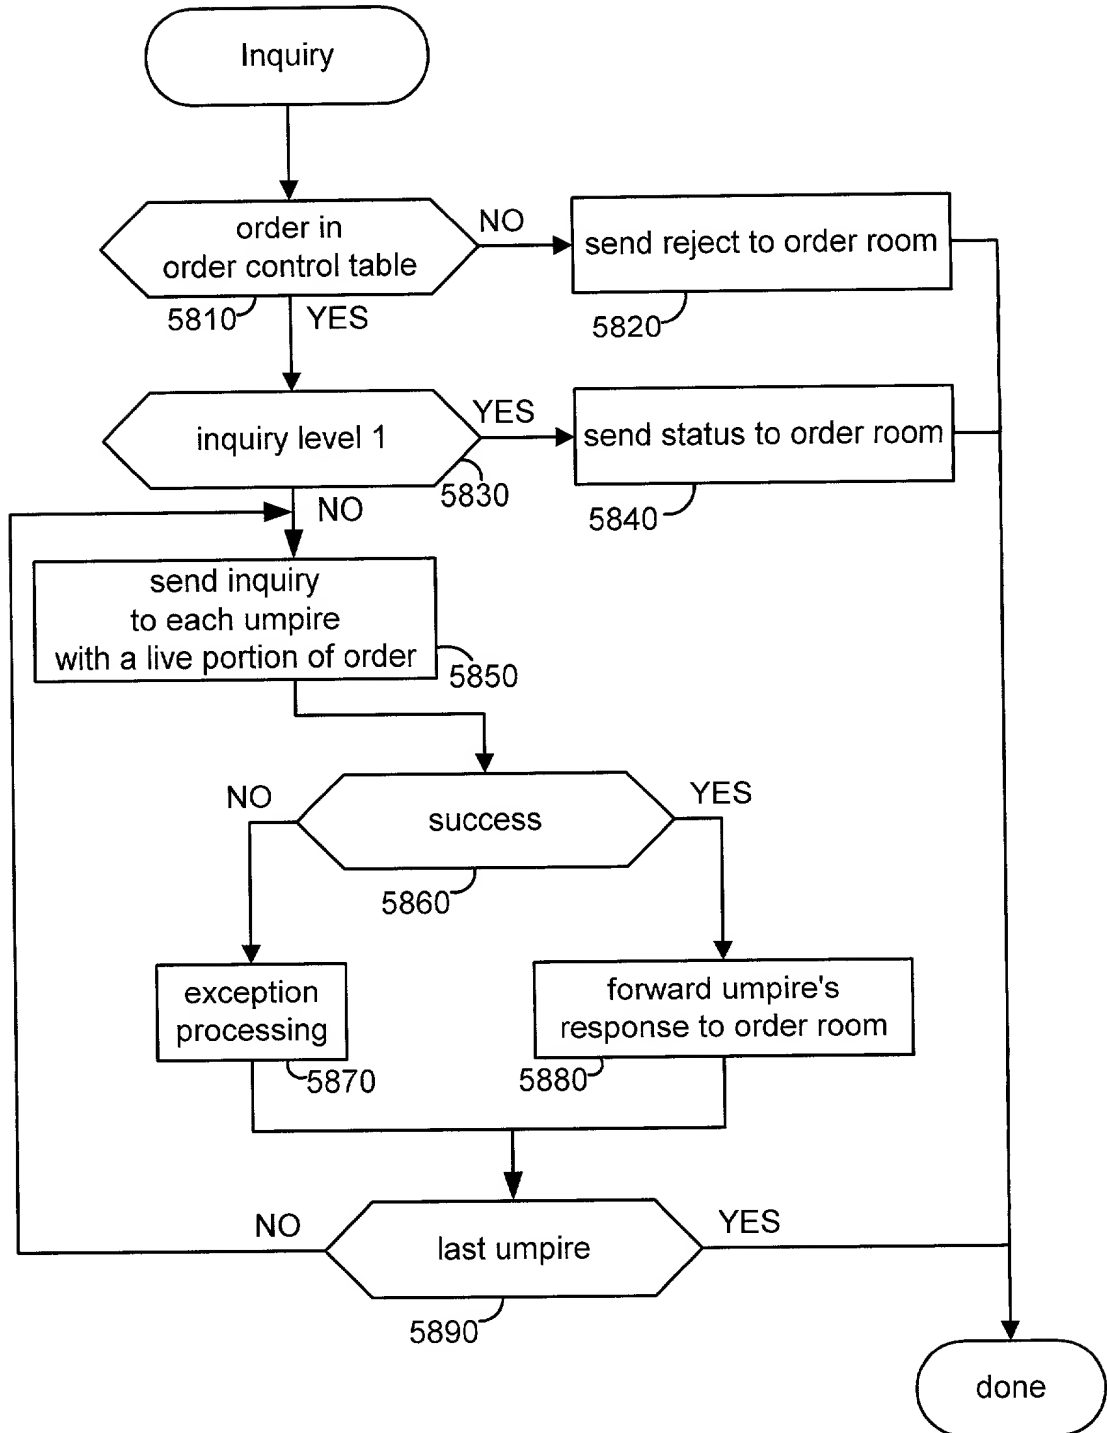 Inquiry
order in
order control table
NO
send reject to order room
5810
YES
5820
inquiry level 1
YES
send status to order room
5830
NO
5840
send inquiry
to each umpire
with a live portion of order
5850
NO
success
YES
5860
exception
processing
forward umpire's
response to order room
5870
5880
NO
last umpire
YES
5890
done